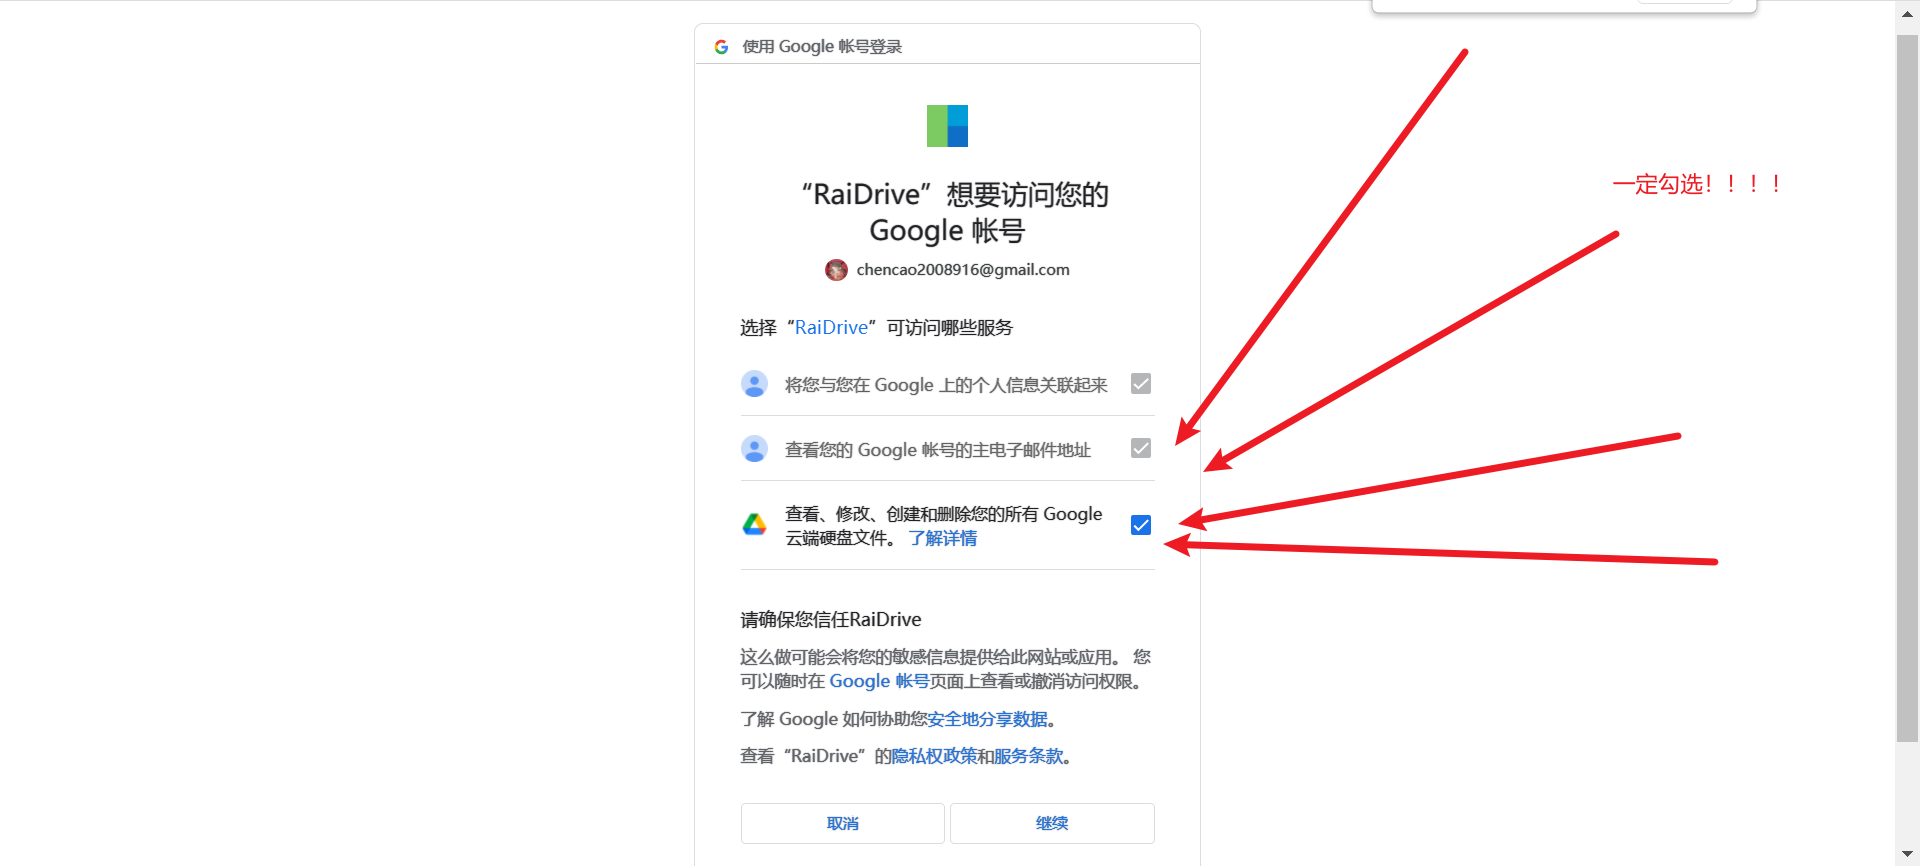 使用 Google 帐号登录
“RaiDrive”想要访问您的
Google 帐号
chencao2008916@gmail.com
一定勾选！！！！
选择“RaiDrive”可访问哪些服务
将您与您在 Google 上的个人信息关联起来
查看您的 Google 帐号的主电子邮件地址
查看、修改、创建和删除您的所有 Google
云端硬盘文件。 了解详情
请确保您信任RaiDrive
这么做可能会将您的敏感信息提供给此网站或应用。 您
可以随时在 Google 帐号页面上查看或撤消访问权限。
了解 Google 如何协助您安全地分享数据。
查看“RaiDrive”的隐私权政策和服务条款。
取消
继续